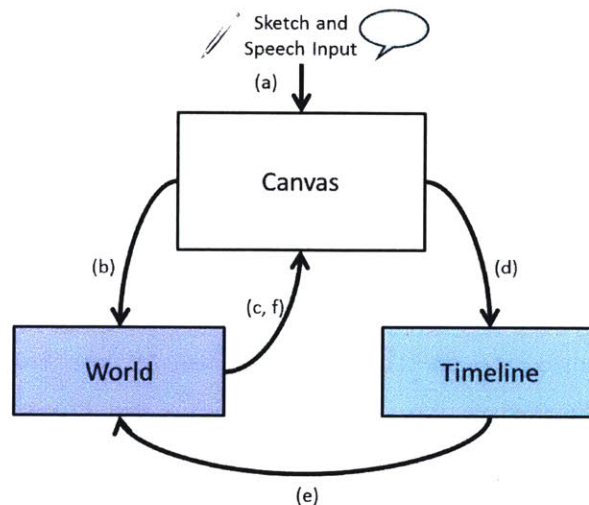 Sketch and
Speech Input
(a)
Canvas
(b)
(c, f)
(d)
World
Timeline
(e)